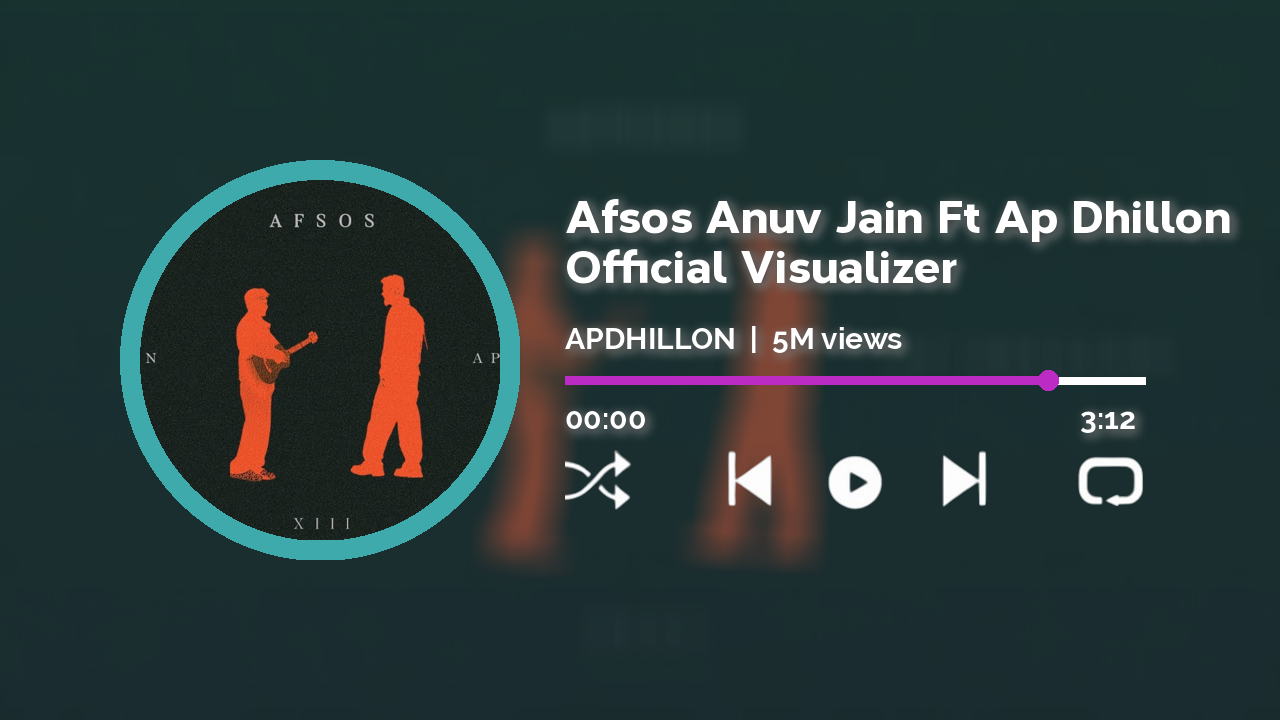 AFSOS
N
AP
XIII
Afsos Anuv Jain Ft Ap Dhillon
Official Visualizer
APDHILLON | 5M views
00:00
3:12